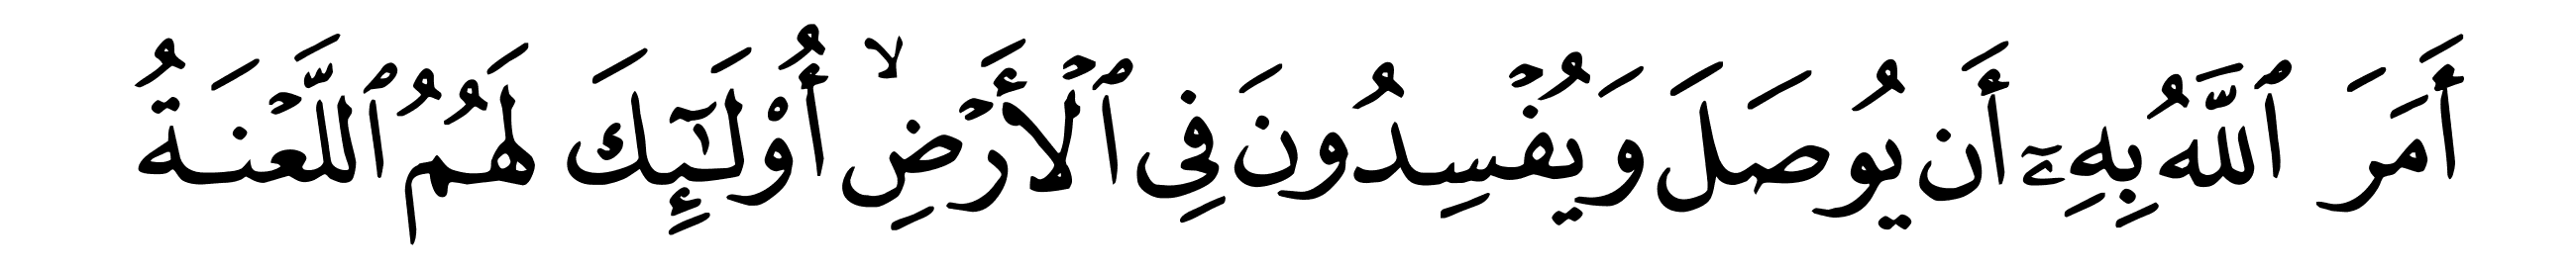 أَمَرَ ٱللَّهُ بِهِۦٓ أَن يُوصَلَ وَيُفۡسِدُونَ فِي ٱلۡأَرۡضِ ۙ أُوْلَـٰٓئِكَ لَهُمُ ٱللَّعۡنَةُ